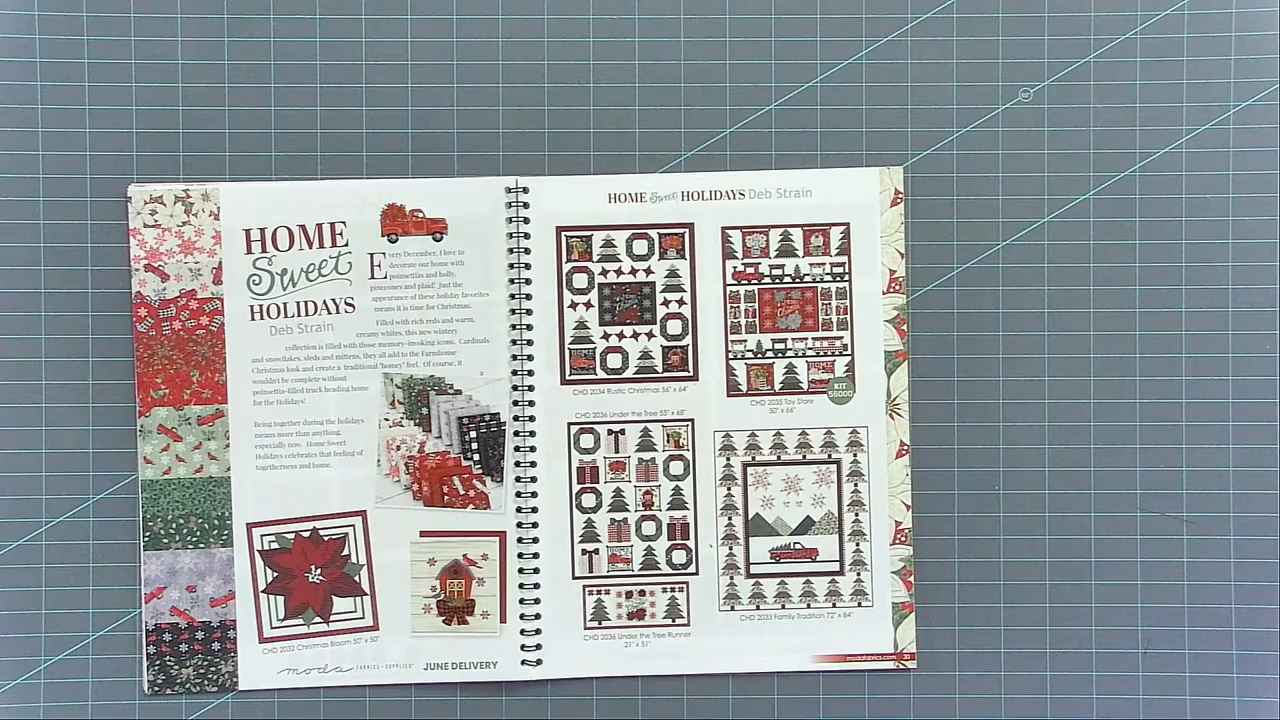 HOME
Sweet
HOLIDAYS
Deb Strain
Every December, I love to
decorate our home with
poinsettias and holly,
pinecones and plaid! Just the
appearance of these holiday favorites
means it is time for Christmas.
Filled with rich reds and warm,
creamy whites, this new wintery
collection is filled with those memory-invoking icons. Cardinals
and snowflakes, sleds and mittens, they all add to the Farmhouse
Christmas look and create a traditional "homey" feel. Of course, it
wouldn't be complete without a
poinsettia-filled truck heading home
for the Holidays!
Being together during the holidays
means more than anything,
especially now. Home Sweet
Holidays celebrates that feeling of
togetherness and home.
CHD 2032 Christmas Bloom 50" x 50"
moda FABRICS + SUPPLIES
JUNE DELIVERY
HOME Sweet HOLIDAYS Deb Strain
CHD 2034 Rustic Christmas 56" x 64"
CHD 2035 Toy Store
50" x 66"
KIT
56000
CHD 2036 Under the Tree 55" x 68"
CHD 2036 Under the Tree Runner
21" x 51"
CHD 2033 Family Tradition 72" x 84"
modafabrics.com 30